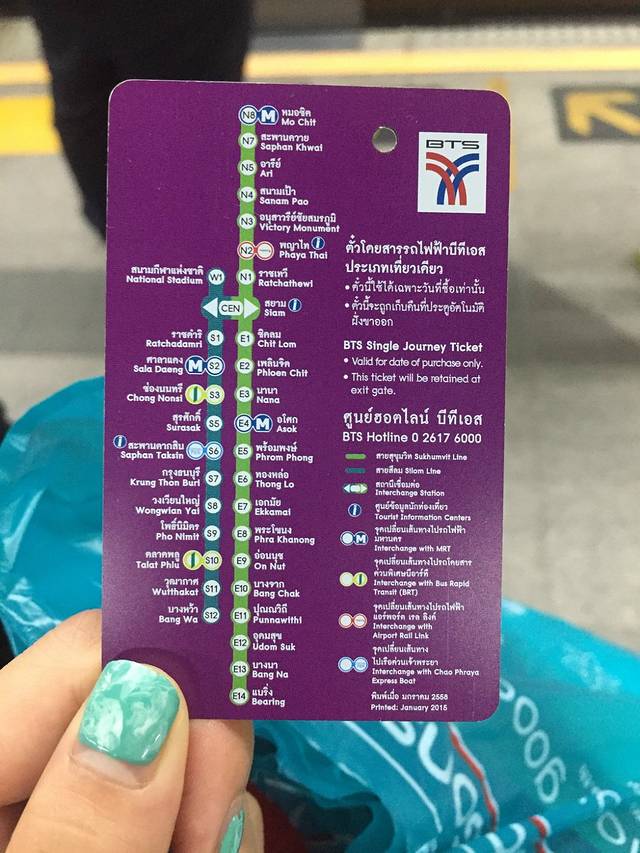 N8 M หมอชิต
Mo Chit
N7 สะพานควาย
Saphan Khwai
N5 อารีย์
Ari
N4 สนามเป้า
Sanam Pao
N3 อนุสาวรีย์ชัยสมรภูมิ
Victory Monument
N2 พญาไท i
Phaya Thai
N1 ราชเทวี
Ratchathewi
สนามกีฬาแห่งชาติ W1
National Stadium
CEN สยาม i
Siam
ราชดำริ S1
Ratchadamri
ศาลาแดง M S2
Sala Daeng
ช่องนนทรี S3
Chong Nonsi
สุรศักดิ์ S5
Surasak
i สะพานตากสิน S6
Saphan Taksin
กรุงธนบุรี S7
Krung Thon Buri
วงเวียนใหญ่ S8
Wongwian Yai
โพธิ์นิมิตร S9
Pho Nimit
ตลาดพลู S10
Talat Phlu
วุฒากาศ S11
Wutthakat
บางหว้า S12
Bang Wa
E1 ชิดลม
Chit Lom
E2 เพลินจิต
Phloen Chit
E3 นานา
Nana
E4 M อโศก
Asok
E5 พร้อมพงษ์
Phrom Phong
E6 ทองหล่อ
Thong Lo
E7 เอกมัย
Ekkamai
E8 พระโขนง
Phra Khanong
E9 อ่อนนุช
On Nut
E10 บางจาก
Bang Chak
E11 ปุณณวิถี
Punnawithi
E12 อุดมสุข
Udom Suk
E13 บางนา
Bang Na
E14 แบริ่ง
Bearing
BTS
ตั๋วโดยสารรถไฟฟ้าบีทีเอส
ประเภทเที่ยวเดียว
• ตั๋วนี้ใช้ได้เฉพาะวันที่ซื้อเท่านั้น
• ตั๋วนี้จะถูกเก็บคืนที่ประตูอัตโนมัติ
ฝั่งขาออก
BTS Single Journey Ticket
• Valid for date of purchase only.
• This ticket will be retained at
exit gate.
ศูนย์ฮอตไลน์ บีทีเอส
BTS Hotline 0 2617 6000
สายสุขุมวิท Sukhumvit Line
สายสีลม Silom Line
สถานีเชื่อมต่อ
Interchange Station
i ศูนย์ข้อมูลนักท่องเที่ยว
Tourist Information Centers
จุดเปลี่ยนเส้นทางไปรถไฟฟ้า
มหานคร
M Interchange with MRT
จุดเปลี่ยนเส้นทางไปรถโดยสาร
ด่วนพิเศษบีอาร์ที
Interchange with Bus Rapid
Transit (BRT)
จุดเปลี่ยนเส้นทางไปรถไฟฟ้า
แอร์พอร์ต เรล ลิงค์
Interchange with
Airport Rail Link
จุดเปลี่ยนเส้นทาง
ไปเรือด่วนเจ้าพระยา
Interchange with Chao Phraya
Express Boat
พิมพ์เมื่อ มกราคม 2558
Printed: January 2015
good